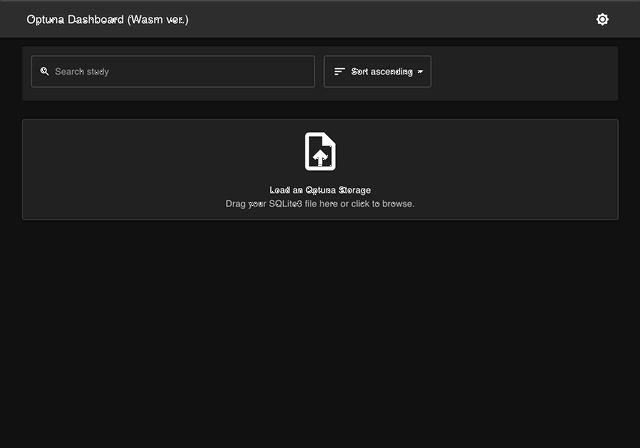 Optuna Dashboard (Wasm ver.)
Search study
Sort ascending
Load an Optuna Storage
Drag your SQLite3 file here or click to browse.